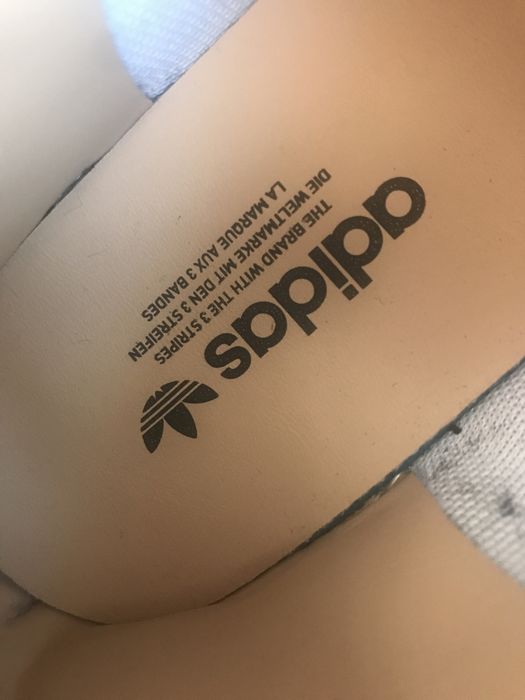 adidas
THE BRAND WITH THE 3 STRIPES
DIE WELTMARKE MIT DEN 3 STREIFEN
LA MARQUE AUX 3 BANDES